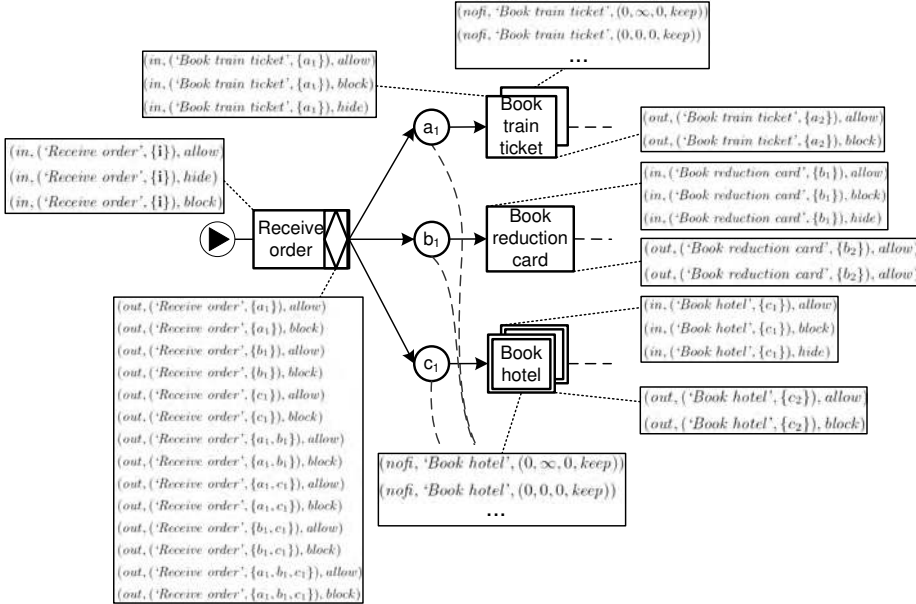 (nofi, ‘Book train ticket’, (0, ∞, 0, keep))
(nofi, ‘Book train ticket’, (0, 0, 0, keep))
...
(in, (‘Book train ticket’, {a₁}), allow)
(in, (‘Book train ticket’, {a₁}), block)
(in, (‘Book train ticket’, {a₁}), hide)
a₁
Book
train
ticket
(out, (‘Book train ticket’, {a₂}), allow)
(out, (‘Book train ticket’, {a₂}), block)
(in, (‘Receive order’, {i}), allow)
(in, (‘Receive order’, {i}), hide)
(in, (‘Receive order’, {i}), block)
(in, (‘Book reduction card’, {b₁}), allow)
(in, (‘Book reduction card’, {b₁}), block)
(in, (‘Book reduction card’, {b₁}), hide)
Receive
order
b₁
Book
reduction
card
(out, (‘Book reduction card’, {b₂}), allow)
(out, (‘Book reduction card’, {b₂}), allow)
(out, (‘Receive order’, {a₁}), allow)
(out, (‘Receive order’, {a₁}), block)
(out, (‘Receive order’, {b₁}), allow)
(out, (‘Receive order’, {b₁}), block)
(out, (‘Receive order’, {c₁}), allow)
(out, (‘Receive order’, {c₁}), block)
(out, (‘Receive order’, {a₁, b₁}), allow)
(out, (‘Receive order’, {a₁, b₁}), block)
(out, (‘Receive order’, {a₁, c₁}), allow)
(out, (‘Receive order’, {a₁, c₁}), block)
(out, (‘Receive order’, {b₁, c₁}), allow)
(out, (‘Receive order’, {b₁, c₁}), block)
(out, (‘Receive order’, {a₁, b₁, c₁}), allow)
(out, (‘Receive order’, {a₁, b₁, c₁}), block)
(in, (‘Book hotel’, {c₁}), allow)
(in, (‘Book hotel’, {c₁}), block)
(in, (‘Book hotel’, {c₁}), hide)
c₁
Book
hotel
(out, (‘Book hotel’, {c₂}), allow)
(out, (‘Book hotel’, {c₂}), block)
(nofi, ‘Book hotel’, (0, ∞, 0, keep))
(nofi, ‘Book hotel’, (0, 0, 0, keep))
...